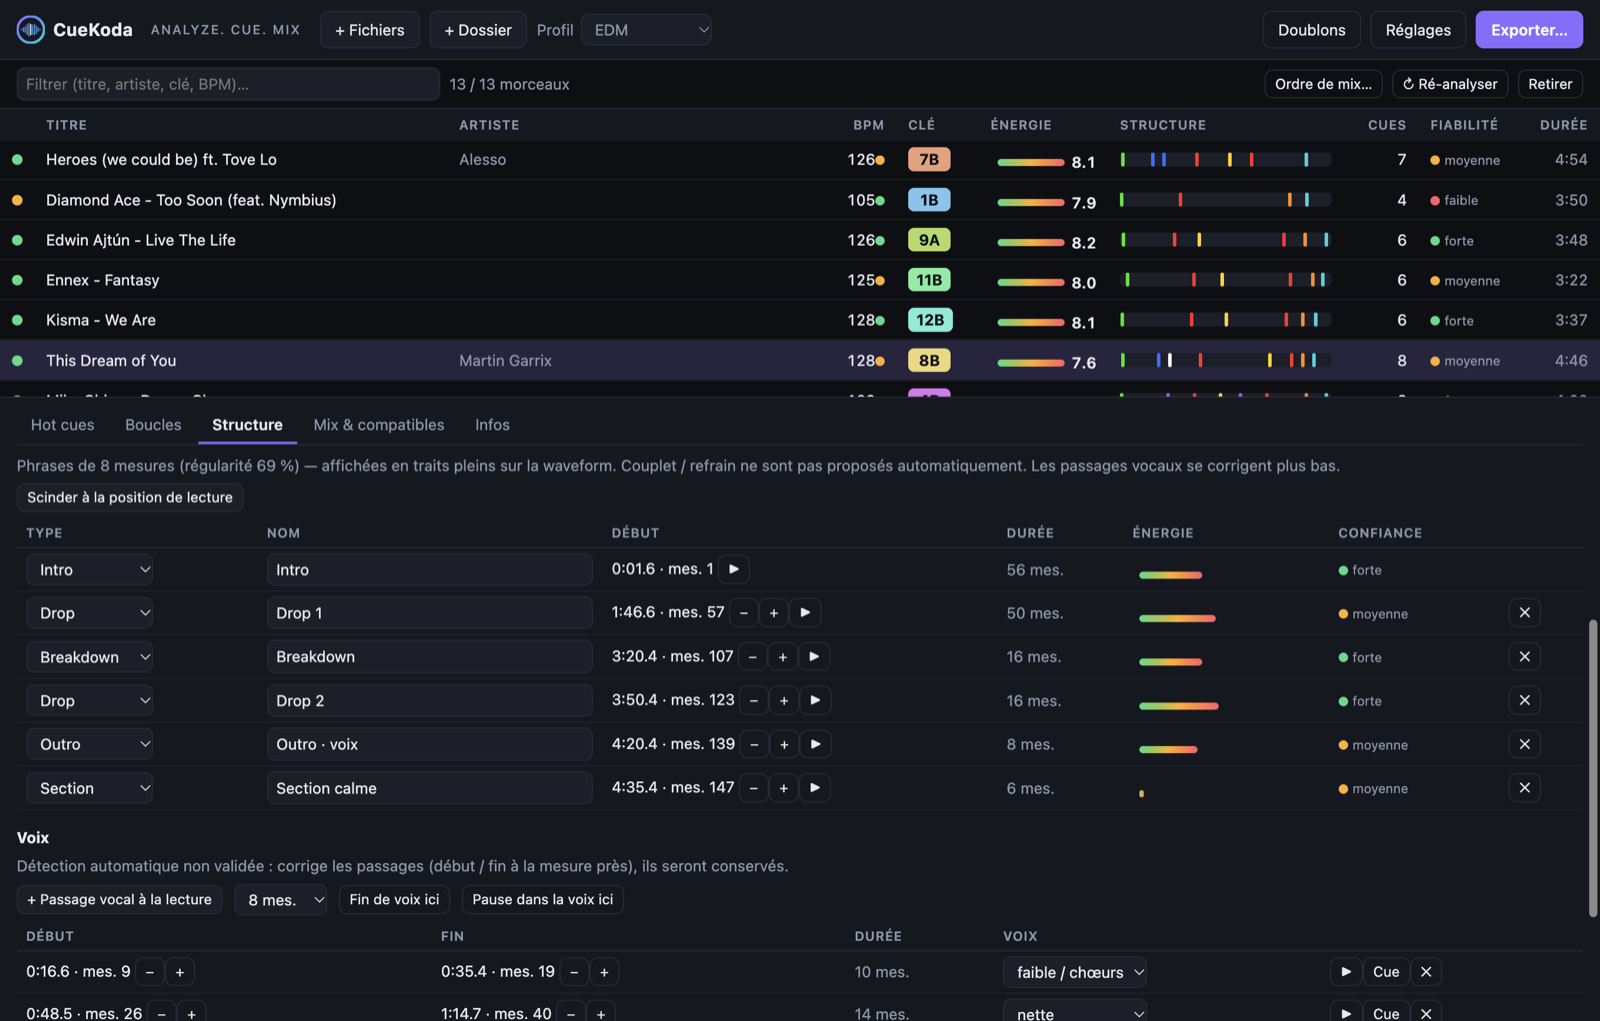 CueKoda ANALYZE. CUE. MIX + Fichiers + Dossier Profil EDM Doublons Réglages Exporter...
Filtrer (titre, artiste, clé, BPM)... 13 / 13 morceaux Ordre de mix... Ré-analyser Retirer
TITRE ARTISTE BPM CLÉ ÉNERGIE STRUCTURE CUES FIABILITÉ DURÉE
Heroes (we could be) ft. Tove Lo Alesso 126 7B 8.1 7 moyenne 4:54
Diamond Ace - Too Soon (feat. Nymbius) 105 1B 7.9 4 faible 3:50
Edwin Ajtún - Live The Life 126 9A 8.2 6 forte 3:48
Ennex - Fantasy 125 11B 8.0 6 moyenne 3:22
Kisma - We Are 128 12B 8.1 6 forte 3:37
This Dream of You Martin Garrix 128 8B 7.6 8 moyenne 4:46
Hot cues Boucles Structure Mix & compatibles Infos
Phrases de 8 mesures (régularité 69 %) — affichées en traits pleins sur la waveform. Couplet / refrain ne sont pas proposés automatiquement. Les passages vocaux se corrigent plus bas.
Scinder à la position de lecture
TYPE NOM DÉBUT DURÉE ÉNERGIE CONFIANCE
Intro Intro 0:01.6 · mes. 1 56 mes. forte
Drop Drop 1 1:46.6 · mes. 57 − + 50 mes. moyenne
Breakdown Breakdown 3:20.4 · mes. 107 − + 16 mes. forte
Drop Drop 2 3:50.4 · mes. 123 − + 16 mes. forte
Outro Outro · voix 4:20.4 · mes. 139 − + 8 mes. moyenne
Section Section calme 4:35.4 · mes. 147 − + 6 mes. moyenne
Voix
Détection automatique non validée : corrige les passages (début / fin à la mesure près), ils seront conservés.
+ Passage vocal à la lecture 8 mes. Fin de voix ici Pause dans la voix ici
DÉBUT FIN DURÉE VOIX
0:16.6 · mes. 9 − + 0:35.4 · mes. 19 − + 10 mes. faible / chœurs Cue
0:48.5 · mes. 26 − + 1:14.7 · mes. 40 − + 14 mes. nette Cue